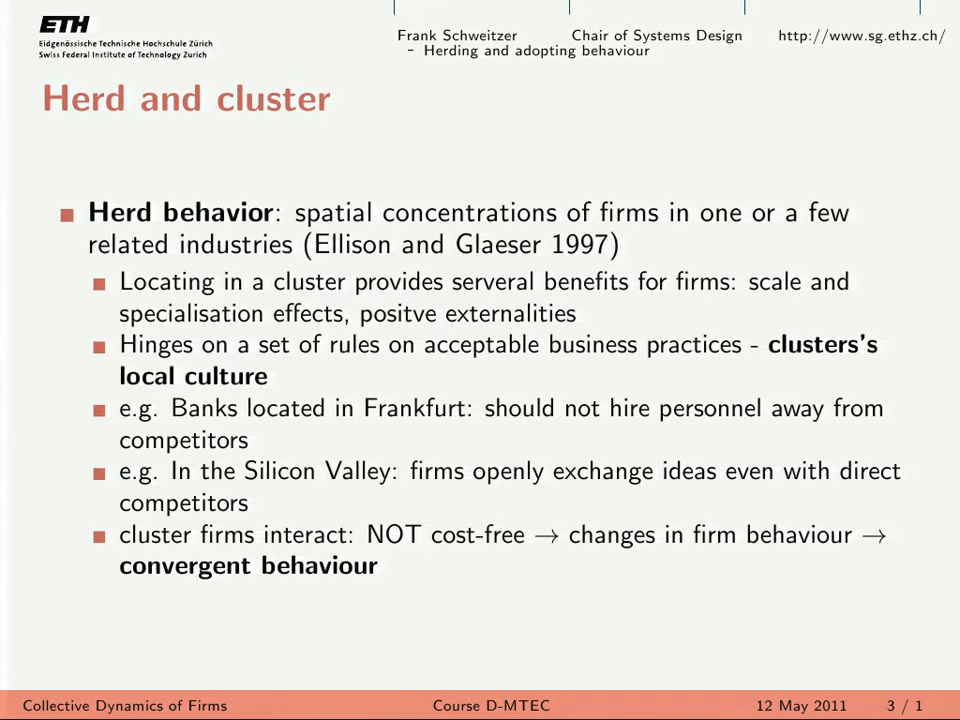 ETH
Eidgenössische Technische Hochschule Zürich
Swiss Federal Institute of Technology Zurich
Frank Schweitzer Chair of Systems Design http://www.sg.ethz.ch/
– Herding and adopting behaviour
Herd and cluster
Herd behavior: spatial concentrations of firms in one or a few
related industries (Ellison and Glaeser 1997)
Locating in a cluster provides serveral benefits for firms: scale and
specialisation effects, positve externalities
Hinges on a set of rules on acceptable business practices - clusters's
local culture
e.g. Banks located in Frankfurt: should not hire personnel away from
competitors
e.g. In the Silicon Valley: firms openly exchange ideas even with direct
competitors
cluster firms interact: NOT cost-free → changes in firm behaviour →
convergent behaviour
Collective Dynamics of Firms Course D-MTEC 12 May 2011 3 / 1